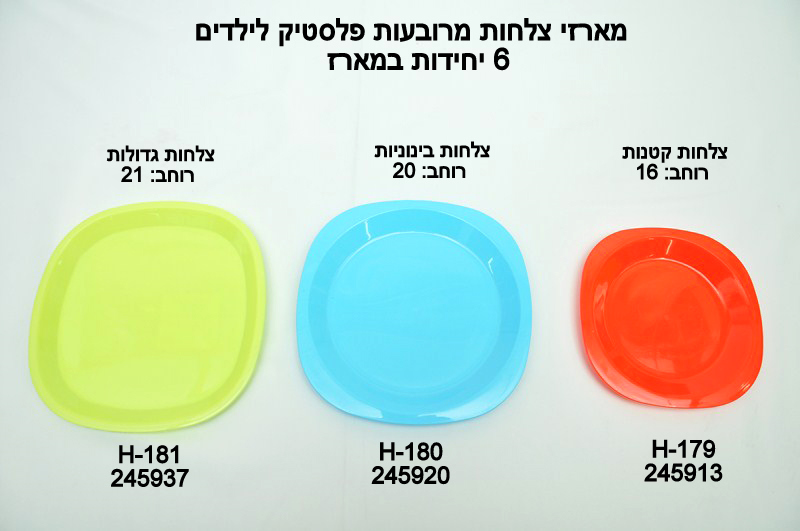 מארזי צלחות מרובעות פלסטיק לילדים
6 יחידות במארז
צלחות קטנות
רוחב: 16
צלחות בינוניות
רוחב: 20
צלחות גדולות
רוחב: 21
H-179
245913
H-180
245920
H-181
245937